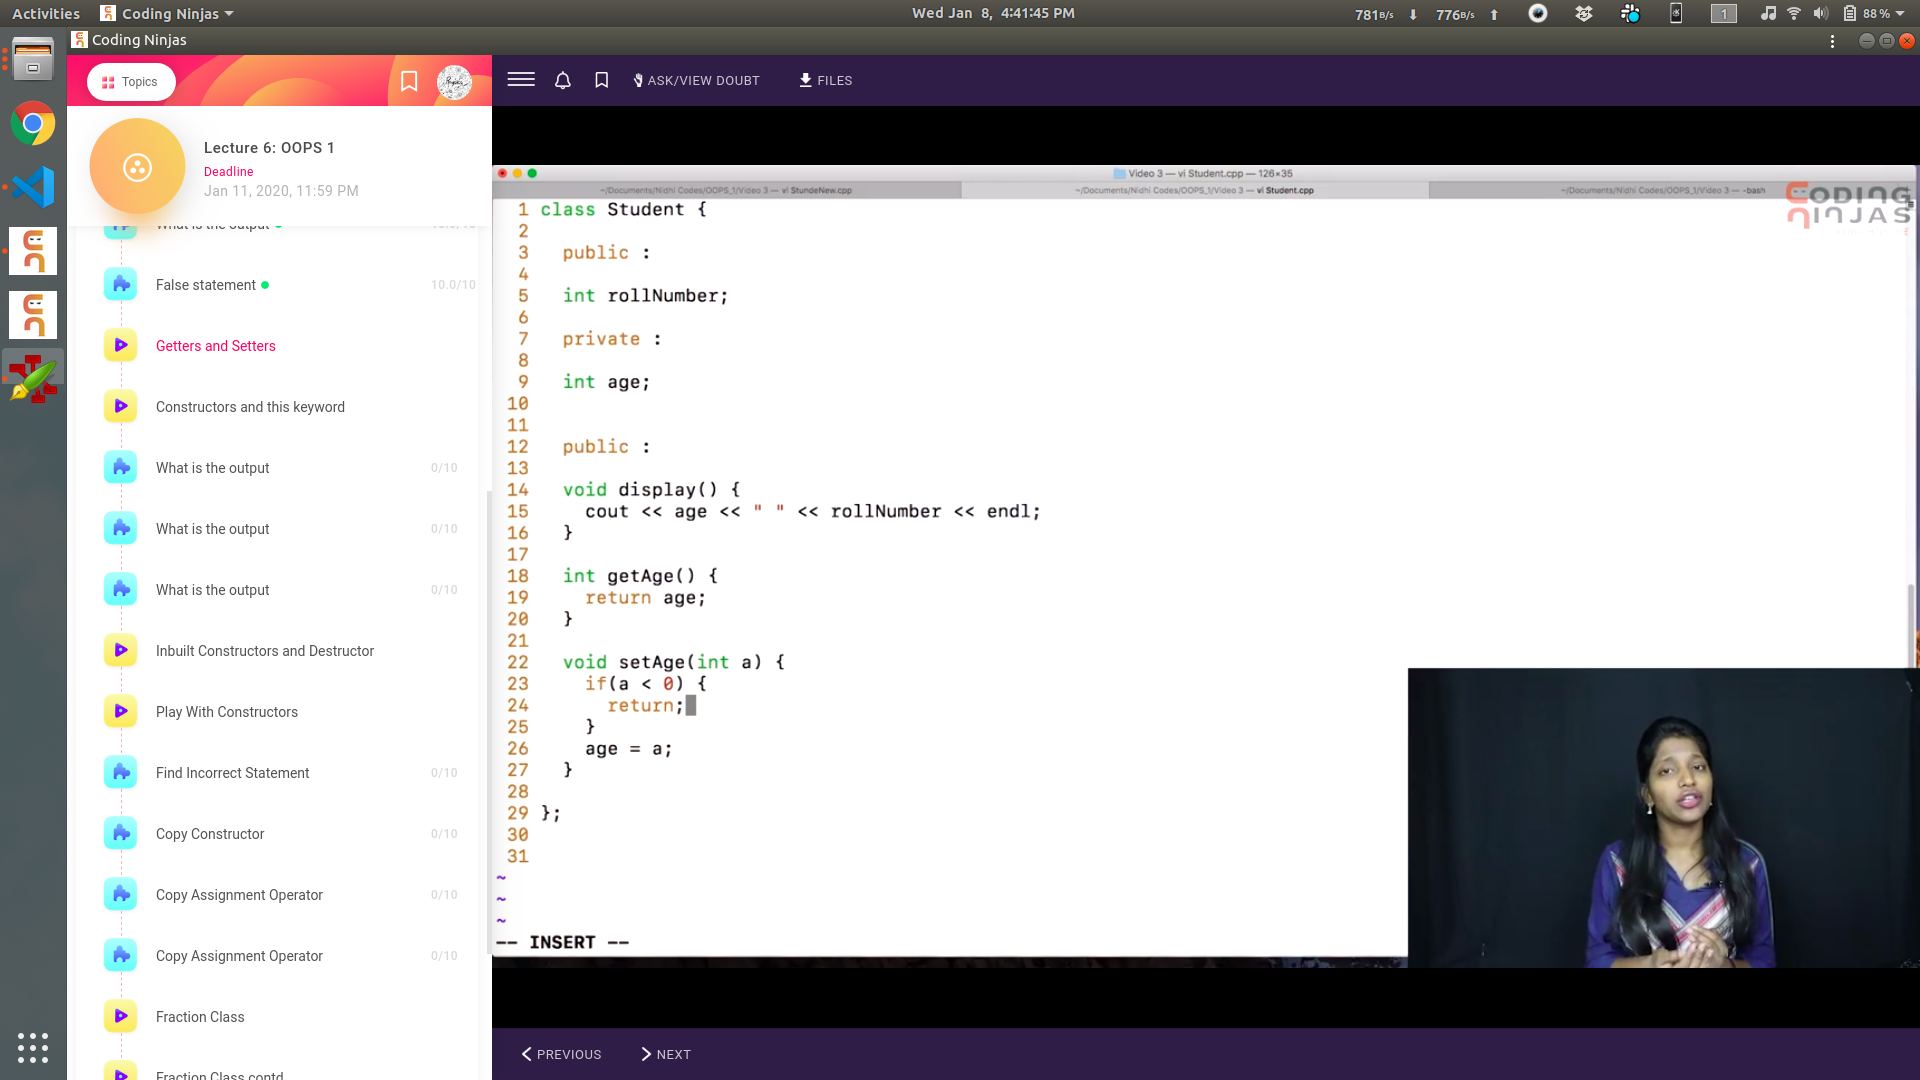 Activities
Coding Ninjas
Wed Jan 8, 4:41:45 PM
781B/s
776B/s
1
88%
Coding Ninjas
Topics
ASK/VIEW DOUBT
FILES
Lecture 6: OOPS 1
Deadline
Jan 11, 2020, 11:59 PM
What is the output
False statement
10.0/10
Getters and Setters
Constructors and this keyword
What is the output
0/10
What is the output
0/10
What is the output
0/10
Inbuilt Constructors and Destructor
Play With Constructors
Find Incorrect Statement
0/10
Copy Constructor
0/10
Copy Assignment Operator
0/10
Copy Assignment Operator
0/10
Fraction Class
Fraction Class contd
Video 3 — vi Student.cpp — 126×35
~/Documents/Nidhi Codes/OOPS_1/Video 3 — vi StundeNew.cpp
~/Documents/Nidhi Codes/OOPS_1/Video 3 — vi Student.cpp
~/Documents/Nidhi Codes/OOPS_1/Video 3 — -bash
CODING
NINJAS
1 class Student {
2
3 public :
4
5 int rollNumber;
6
7 private :
8
9 int age;
10
11
12 public :
13
14 void display() {
15 cout << age << " " << rollNumber << endl;
16 }
17
18 int getAge() {
19 return age;
20 }
21
22 void setAge(int a) {
23 if(a < 0) {
24 return;
25 }
26 age = a;
27 }
28
29 };
30
31
~
~
~
-- INSERT --
PREVIOUS
NEXT